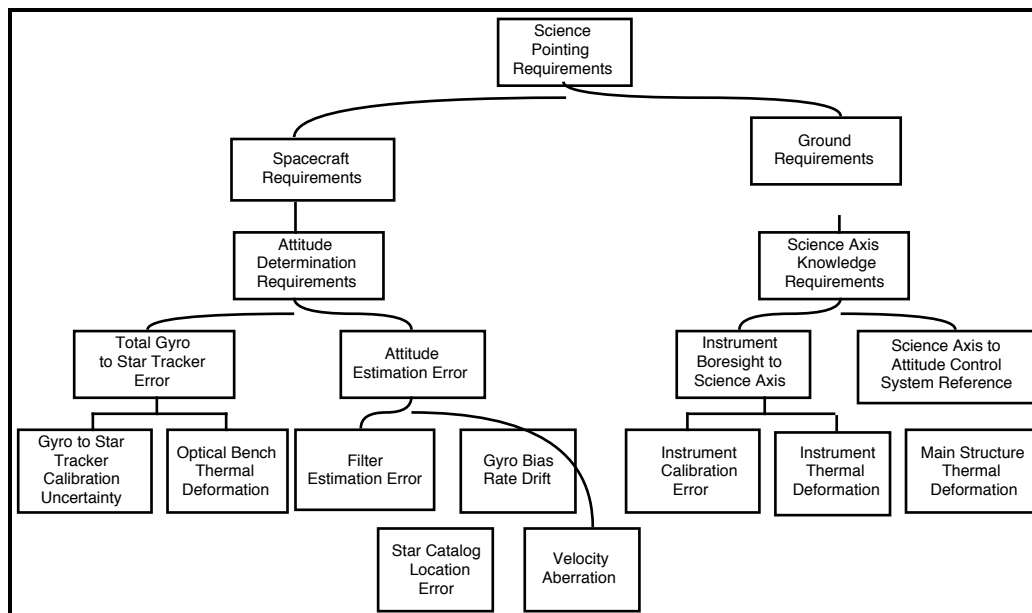 Science
Pointing
Requirements
Spacecraft
Requirements
Ground
Requirements
Attitude
Determination
Requirements
Science Axis
Knowledge
Requirements
Total Gyro
to Star Tracker
Error
Attitude
Estimation Error
Instrument
Boresight to
Science Axis
Science Axis to
Attitude Control
System Reference
Gyro to Star
Tracker
Calibration
Uncertainty
Optical Bench
Thermal
Deformation
Filter
Estimation Error
Gyro Bias
Rate Drift
Instrument
Calibration
Error
Instrument
Thermal
Deformation
Main Structure
Thermal
Deformation
Star Catalog
Location
Error
Velocity
Aberration